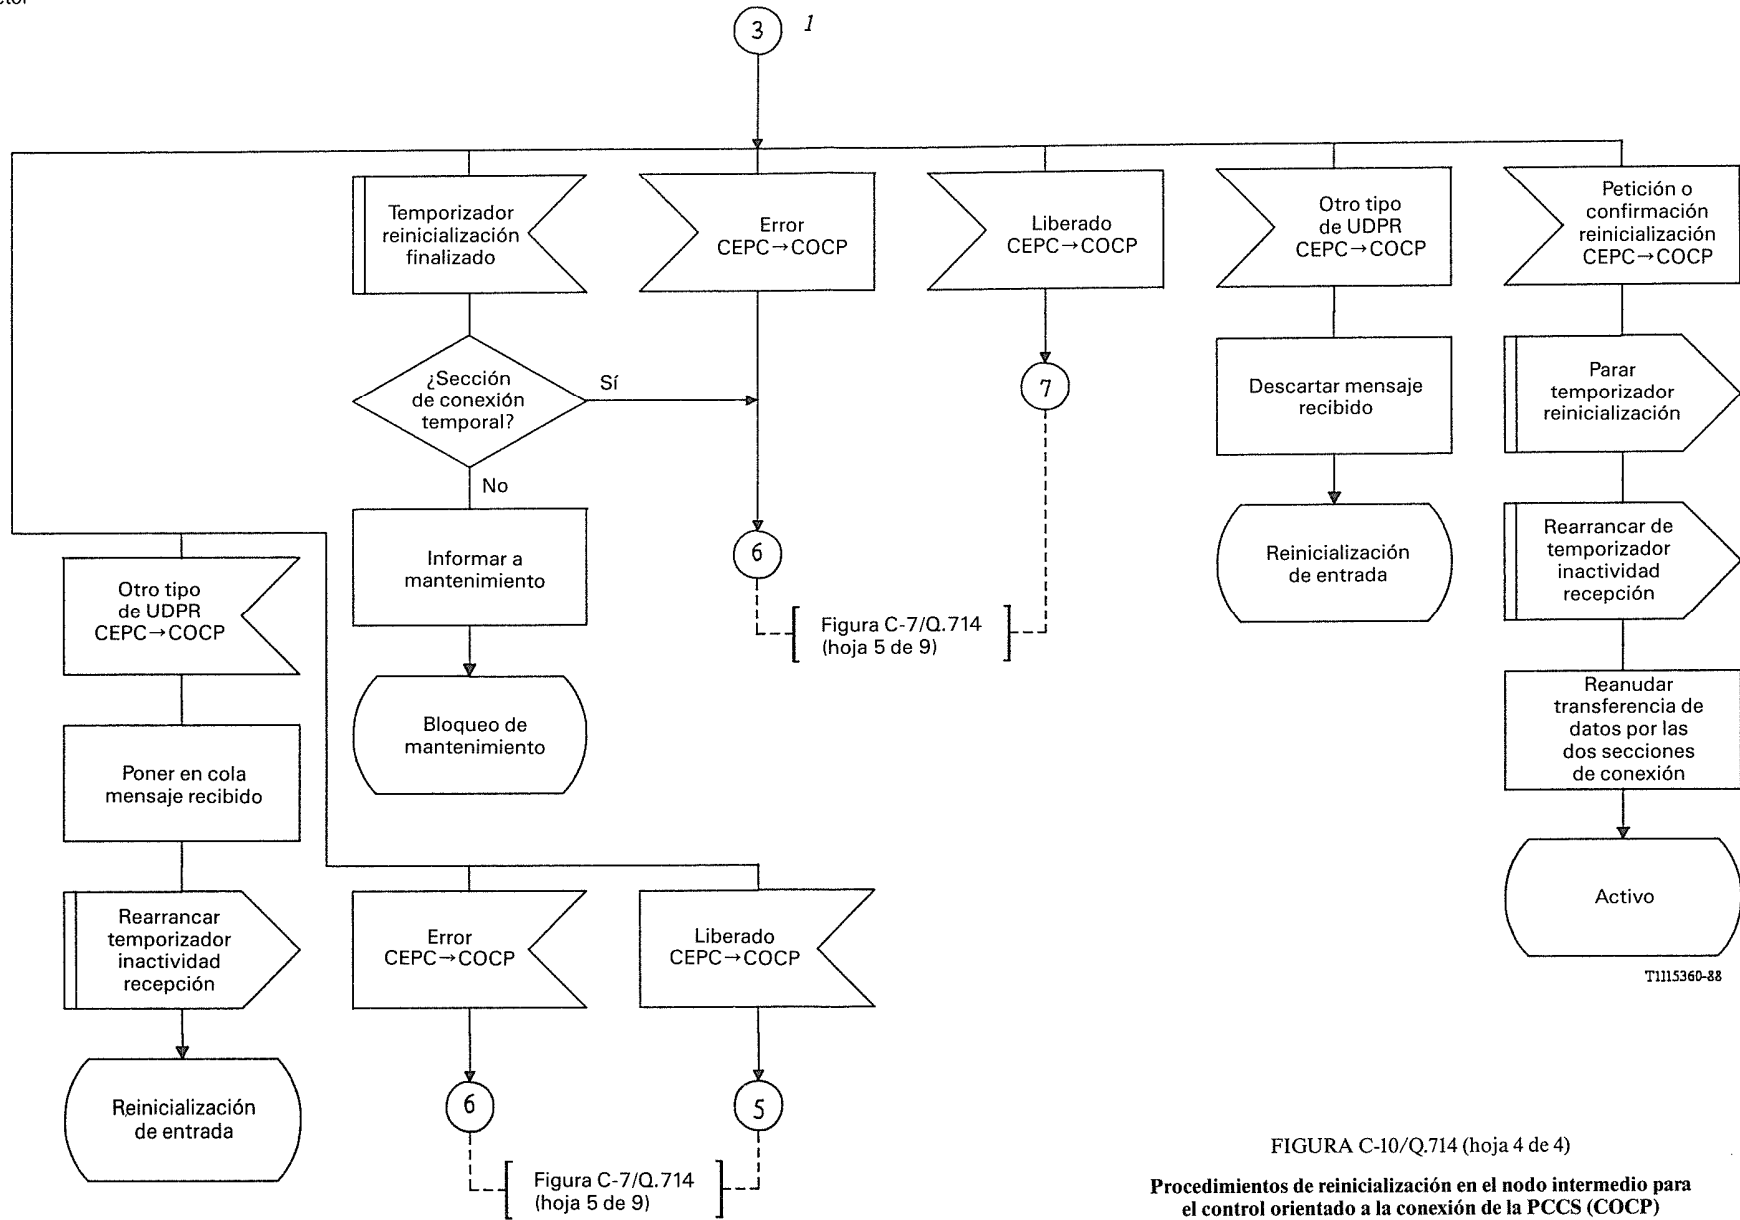 3 1
Temporizador
reinicialización
finalizado
Error
CEPC→COCP
Liberado
CEPC→COCP
Otro tipo
de UDPR
CEPC→COCP
Petición o
confirmación
reinicialización
CEPC→COCP
¿Sección
de conexión
temporal?
Sí
No
7
Descartar mensaje
recibido
Parar
temporizador
reinicialización
Informar a
mantenimiento
6
Reinicialización
de entrada
Rearrancar de
temporizador
inactividad
recepción
Otro tipo
de UDPR
CEPC→COCP
Figura C-7/Q.714
(hoja 5 de 9)
Bloqueo de
mantenimiento
Reanudar
transferencia de
datos por las
dos secciones
de conexión
Poner en cola
mensaje recibido
Activo
T1115360-88
Rearrancar
temporizador
inactividad
recepción
Error
CEPC→COCP
Liberado
CEPC→COCP
Reinicialización
de entrada
6
5
Figura C-7/Q.714
(hoja 5 de 9)
FIGURA C-10/Q.714 (hoja 4 de 4)
Procedimientos de reinicialización en el nodo intermedio para
el control orientado a la conexión de la PCCS (COCP)